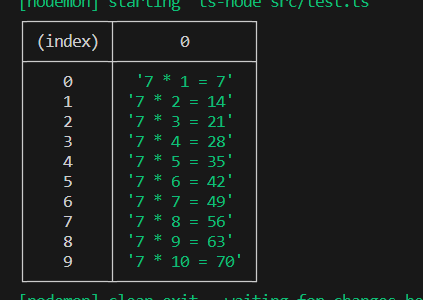 [nodemon] starting `ts-node src/test.ts`
(index) 0
0 '7 * 1 = 7'
1 '7 * 2 = 14'
2 '7 * 3 = 21'
3 '7 * 4 = 28'
4 '7 * 5 = 35'
5 '7 * 6 = 42'
6 '7 * 7 = 49'
7 '7 * 8 = 56'
8 '7 * 9 = 63'
9 '7 * 10 = 70'
[nodemon] clean exit - waiting for changes be